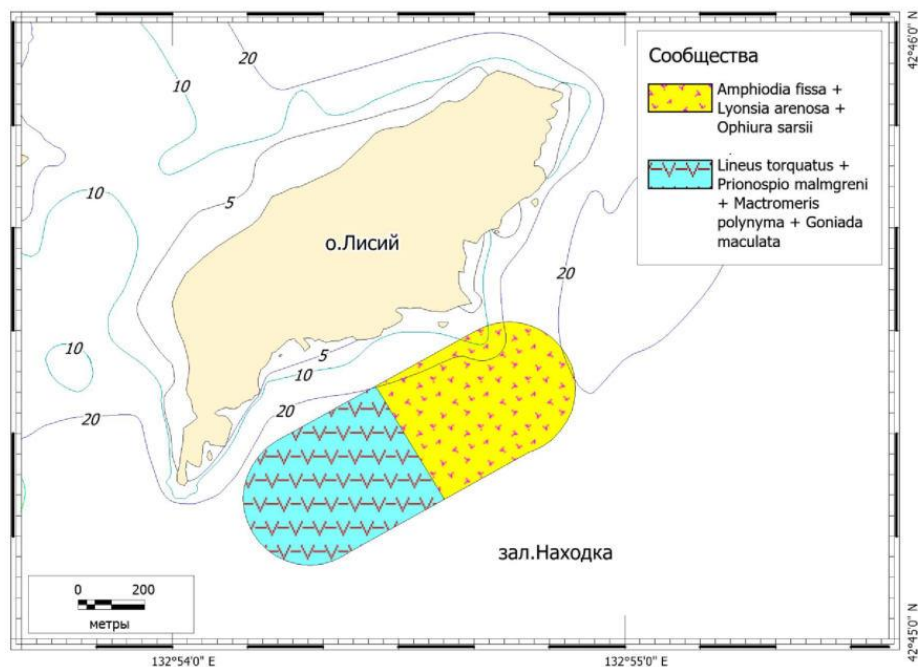 42°46'0" N
20
10
Сообщества
Amphiodia fissa +
Lyonsia arenosa +
Ophiura sarsii
Lineus torquatus +
Prionospio malmgreni
+ Mactromeris
polynyma + Goniada
maculata
10
5
о.Лисий
20
10
5
10
20
20
зал.Находка
0 200
метры
42°45'0" N
132°54'0" E
132°55'0" E